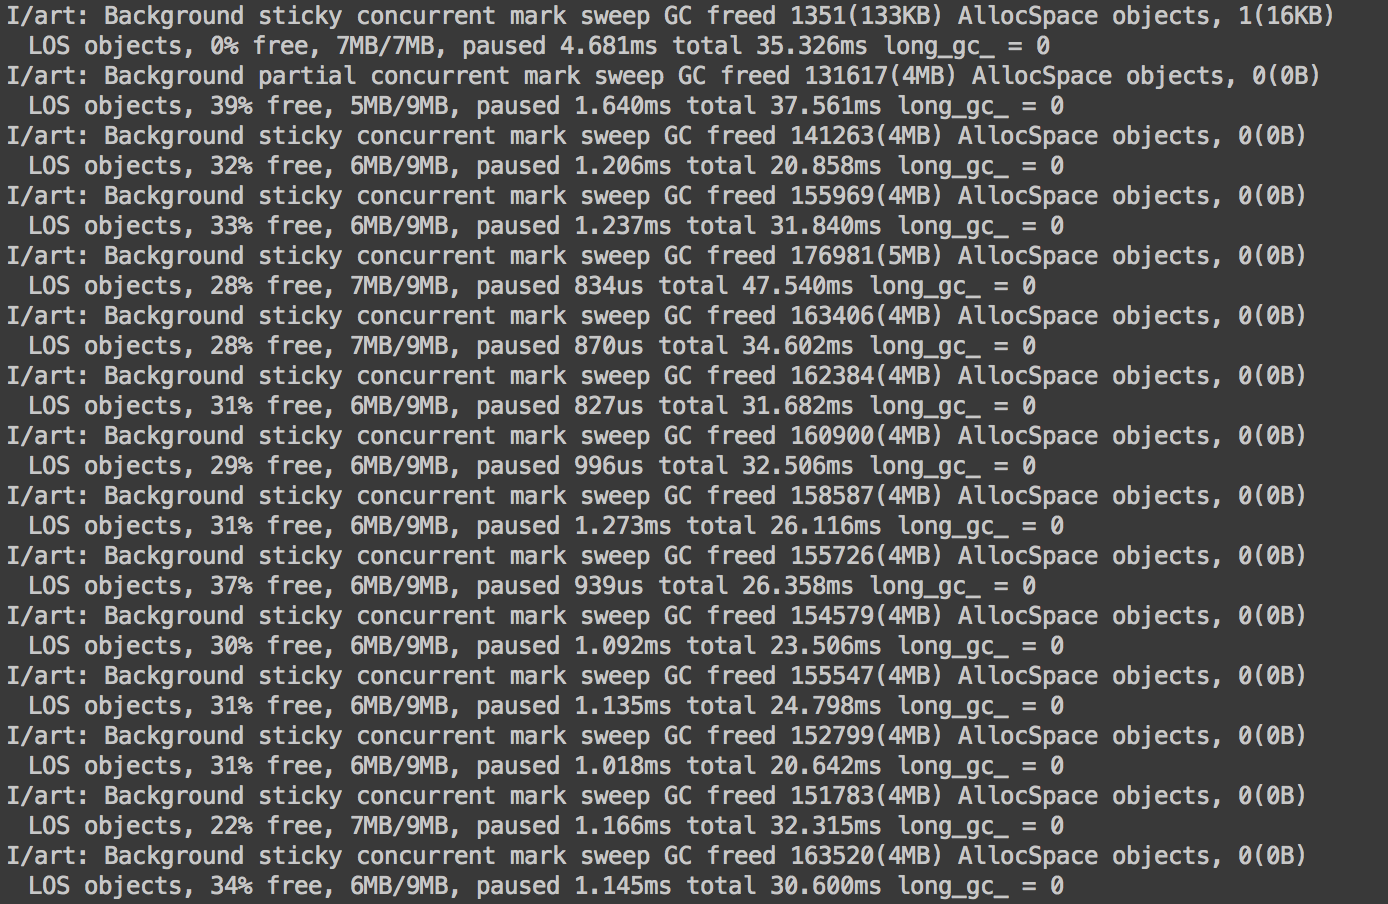 I/art: Background sticky concurrent mark sweep GC freed 1351(133KB) AllocSpace objects, 1(16KB)
LOS objects, 0% free, 7MB/7MB, paused 4.681ms total 35.326ms long_gc_ = 0
I/art: Background partial concurrent mark sweep GC freed 131617(4MB) AllocSpace objects, 0(0B)
LOS objects, 39% free, 5MB/9MB, paused 1.640ms total 37.561ms long_gc_ = 0
I/art: Background sticky concurrent mark sweep GC freed 141263(4MB) AllocSpace objects, 0(0B)
LOS objects, 32% free, 6MB/9MB, paused 1.206ms total 20.858ms long_gc_ = 0
I/art: Background sticky concurrent mark sweep GC freed 155969(4MB) AllocSpace objects, 0(0B)
LOS objects, 33% free, 6MB/9MB, paused 1.237ms total 31.840ms long_gc_ = 0
I/art: Background sticky concurrent mark sweep GC freed 176981(5MB) AllocSpace objects, 0(0B)
LOS objects, 28% free, 7MB/9MB, paused 834us total 47.540ms long_gc_ = 0
I/art: Background sticky concurrent mark sweep GC freed 163406(4MB) AllocSpace objects, 0(0B)
LOS objects, 28% free, 7MB/9MB, paused 870us total 34.602ms long_gc_ = 0
I/art: Background sticky concurrent mark sweep GC freed 162384(4MB) AllocSpace objects, 0(0B)
LOS objects, 31% free, 6MB/9MB, paused 827us total 31.682ms long_gc_ = 0
I/art: Background sticky concurrent mark sweep GC freed 160900(4MB) AllocSpace objects, 0(0B)
LOS objects, 29% free, 6MB/9MB, paused 996us total 32.506ms long_gc_ = 0
I/art: Background sticky concurrent mark sweep GC freed 158587(4MB) AllocSpace objects, 0(0B)
LOS objects, 31% free, 6MB/9MB, paused 1.273ms total 26.116ms long_gc_ = 0
I/art: Background sticky concurrent mark sweep GC freed 155726(4MB) AllocSpace objects, 0(0B)
LOS objects, 37% free, 6MB/9MB, paused 939us total 26.358ms long_gc_ = 0
I/art: Background sticky concurrent mark sweep GC freed 154579(4MB) AllocSpace objects, 0(0B)
LOS objects, 30% free, 6MB/9MB, paused 1.092ms total 23.506ms long_gc_ = 0
I/art: Background sticky concurrent mark sweep GC freed 155547(4MB) AllocSpace objects, 0(0B)
LOS objects, 31% free, 6MB/9MB, paused 1.135ms total 24.798ms long_gc_ = 0
I/art: Background sticky concurrent mark sweep GC freed 152799(4MB) AllocSpace objects, 0(0B)
LOS objects, 31% free, 6MB/9MB, paused 1.018ms total 20.642ms long_gc_ = 0
I/art: Background sticky concurrent mark sweep GC freed 151783(4MB) AllocSpace objects, 0(0B)
LOS objects, 22% free, 7MB/9MB, paused 1.166ms total 32.315ms long_gc_ = 0
I/art: Background sticky concurrent mark sweep GC freed 163520(4MB) AllocSpace objects, 0(0B)
LOS objects, 34% free, 6MB/9MB, paused 1.145ms total 30.600ms long_gc_ = 0